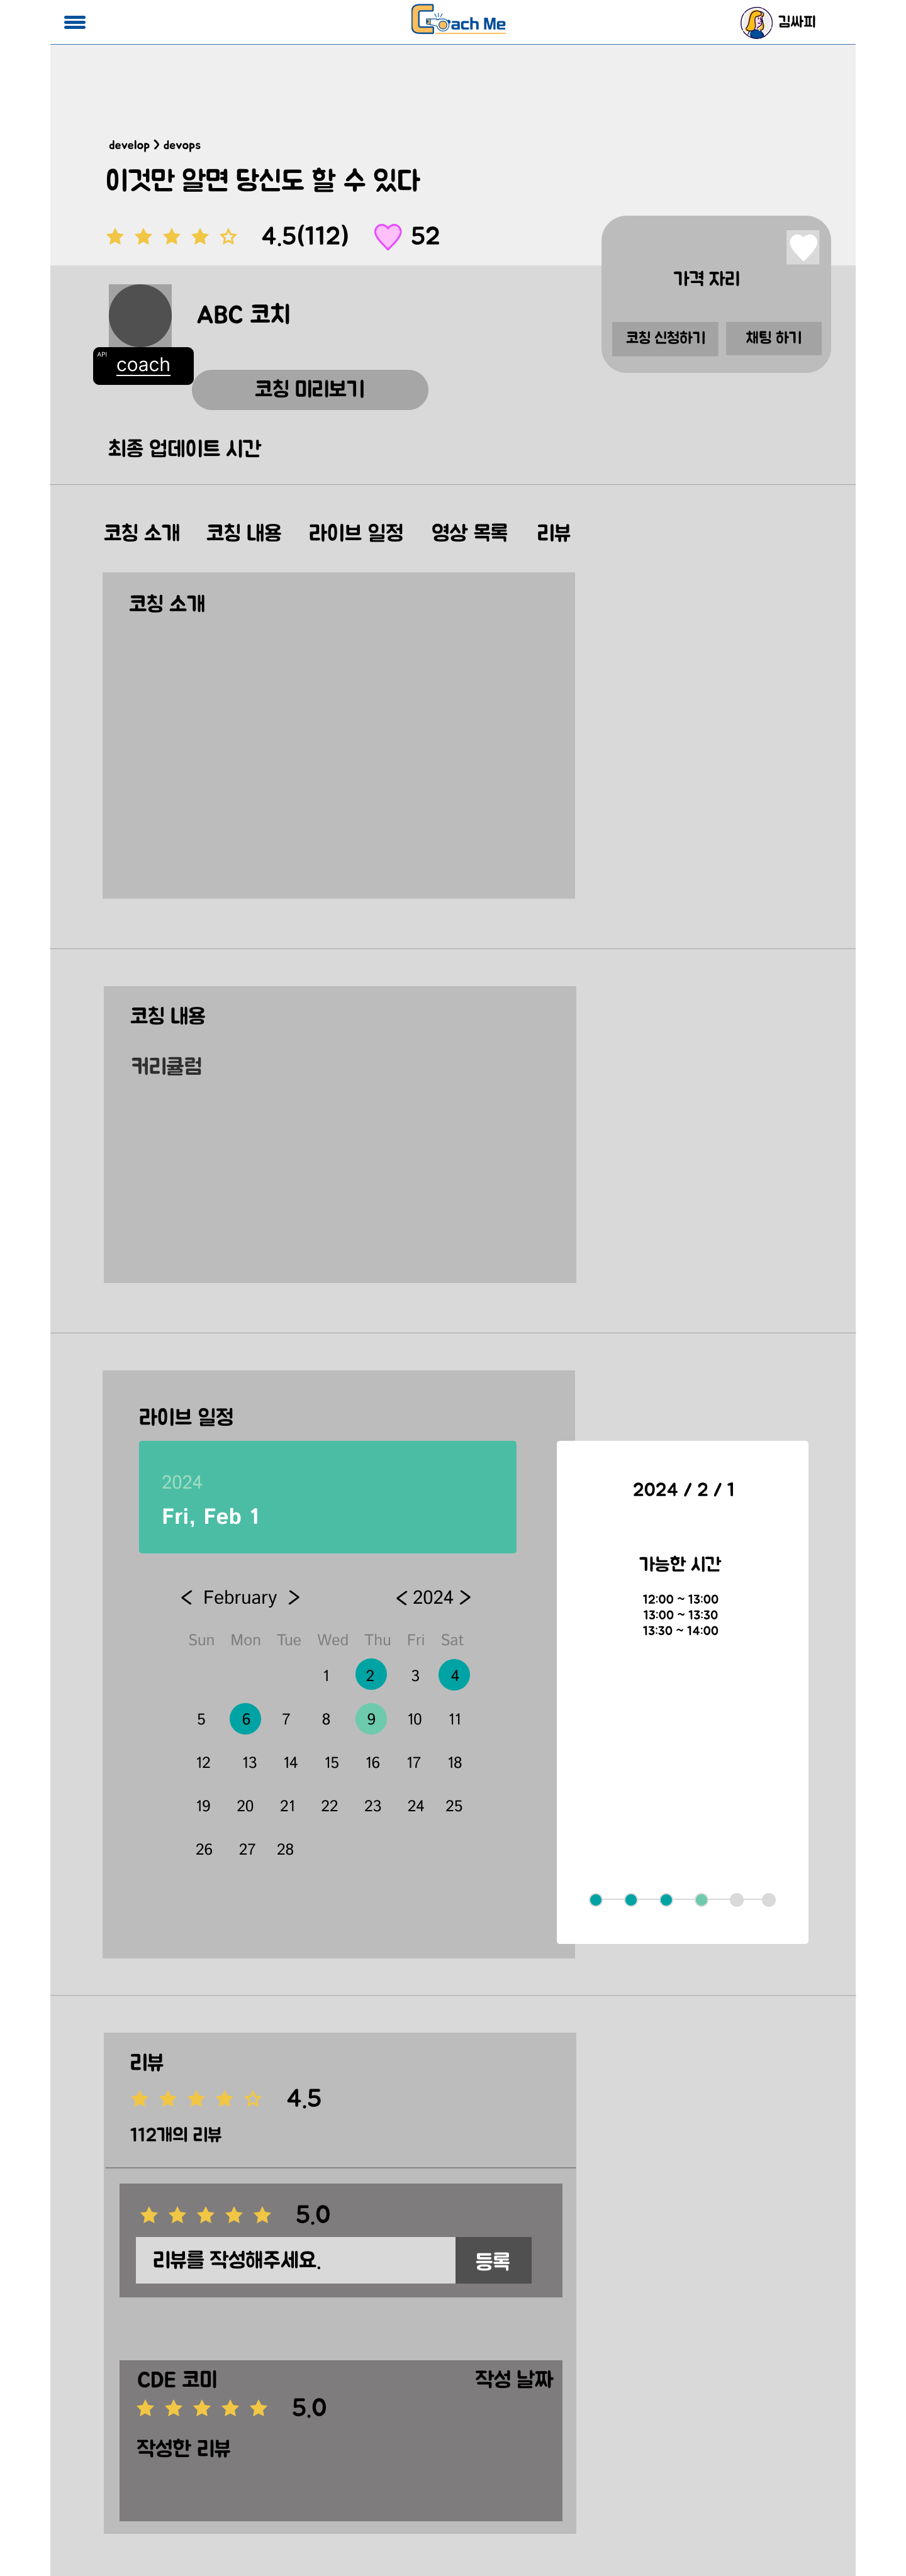 Coach Me
김싸피
develop > devops
이것만 알면 당신도 할 수 있다
4.5(112) 52
가격 자리
코칭 신청하기 채팅 하기
ABC 코치
API
coach
코칭 미리보기
최종 업데이트 시간
코칭 소개 코칭 내용 라이브 일정 영상 목록 리뷰
코칭 소개
코칭 내용
커리큘럼
라이브 일정
2024
Fri, Feb 1
< February > < 2024 >
Sun Mon Tue Wed Thu Fri Sat
1 2 3 4
5 6 7 8 9 10 11
12 13 14 15 16 17 18
19 20 21 22 23 24 25
26 27 28
2024 / 2 / 1
가능한 시간
12:00 ~ 13:00
13:00 ~ 13:30
13:30 ~ 14:00
리뷰
4.5
112개의 리뷰
5.0
리뷰를 작성해주세요. 등록
CDE 코미 작성 날짜
5.0
작성한 리뷰